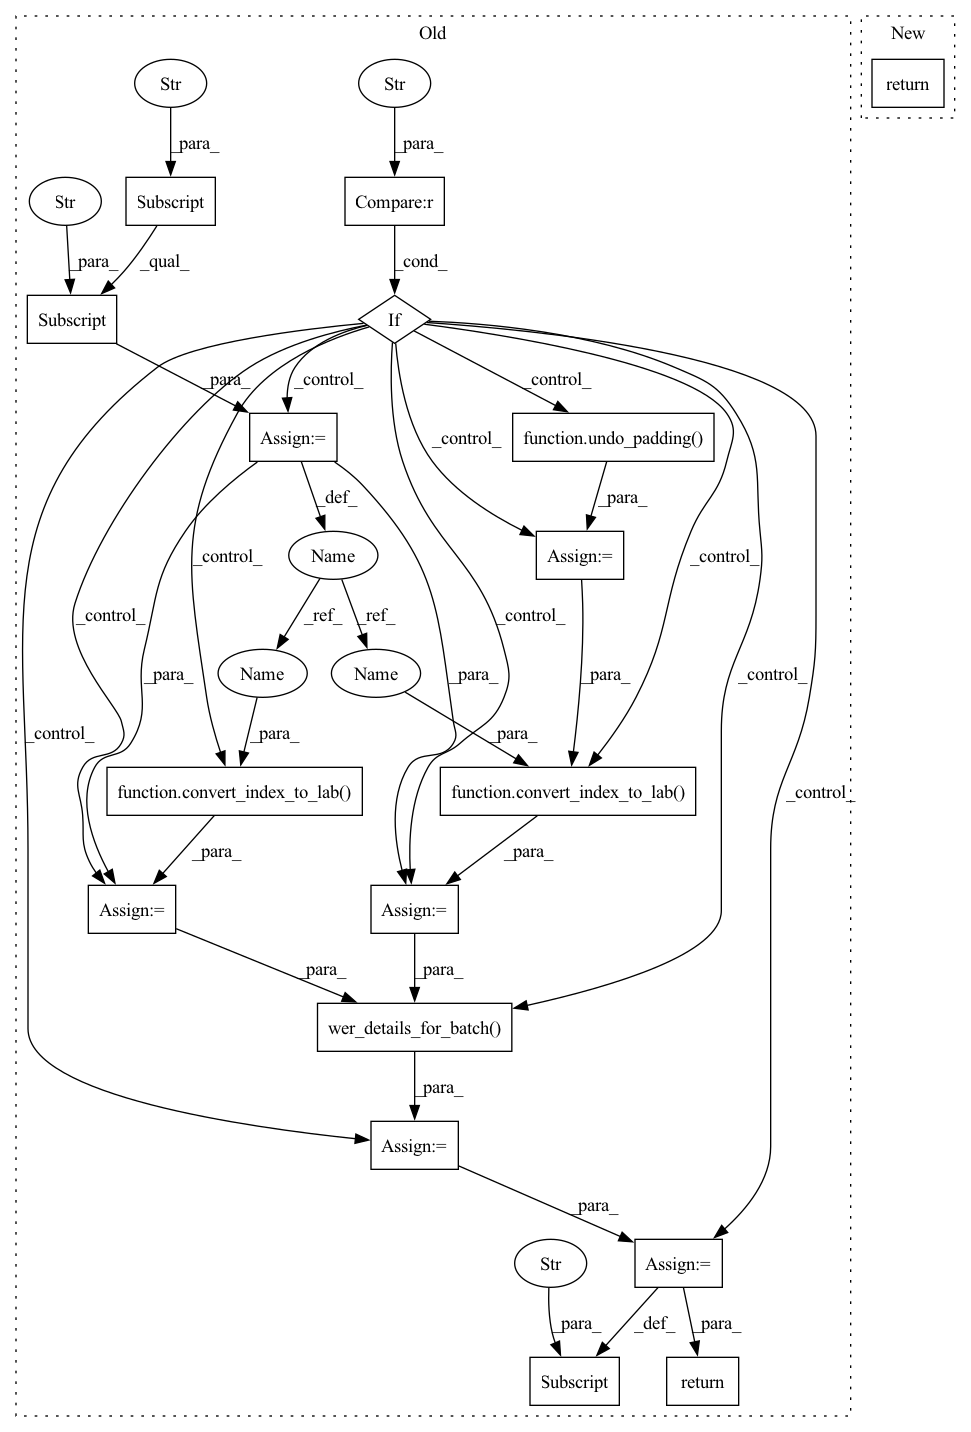 Old
New
Str
Str
return
_para_
_para_
Str
Subscript
Compare:r
_para_
_qual_
_cond_
Subscript
If
_para_
_control_
_control_
Assign:=
_control_
function.undo_padding()
_def_
_para_
Name
Assign:=
_control_
_control_
_control_
_ref_
_ref_
_control_
_para_
Name
Name
_para_
_para_
_control_
_para_
_para_
_control_
function.convert_index_to_lab()
function.convert_index_to_lab()
_control_
_para_
_para_
Assign:=
Assign:=
_para_
_para_
wer_details_for_batch()
_para_
Assign:=
_para_
Str
Assign:=
_para_
_def_
_para_
Subscript
return